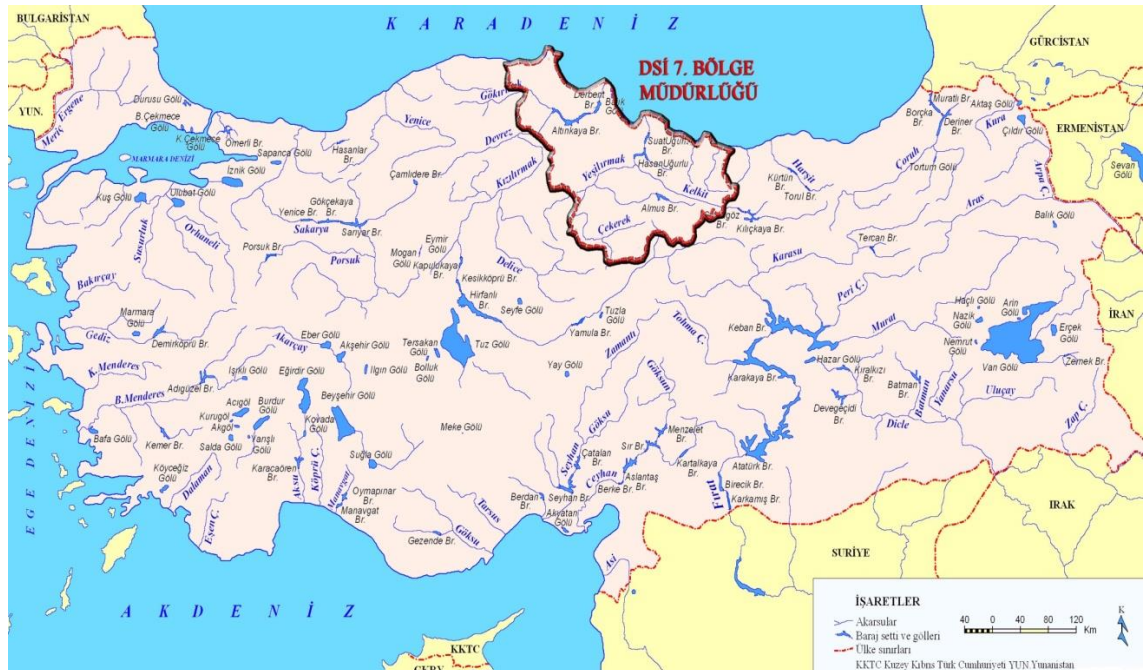 BULGARİSTAN
K A R A D E N İ Z
GÜRCİSTAN
DSİ 7. BÖLGE
MÜDÜRLÜĞÜ
YUN.
Ergene
Meriç
Durusu Gölü
B.Çekmece
Gölü
K.Çekmece
Gölü
Ömerli Br.
MARMARA DENİZİ
Sapanca Gölü
İznik Gölü
Kuş Gölü
Ulubat Gölü
Yenice
Hasanlar
Br.
Çamlıdere Br.
Devrez
Kızılırmak
Gökırmak
Derbent
Br.
Balık
Gölü
Altınkaya Br.
SuatUğurlu
Br.
HasanUğurlu
Br.
Yeşilırmak
Kelkit
Almus Br.
Çekerek
Kılıçkaya Br.
Harşit
Kürtün
Br.
Torul Br.
Borçka
Br.
Muratlı Br.
Deriner
Br.
Aktaş Gölü
Kura
Çıldır Gölü
Çoruh
Tortum Gölü
ERMENİSTAN
Sevan
Gölü
Arpa Ç.
Aras
Balık Gölü
Gökçekaya
Br.
Yenice Br.
Sarıyar Br.
Sakarya
Porsuk Br.
Porsuk
Susurluk
Orhaneli
Mogan
Gölü
Eymir
Gölü
Kapulukaya
Br.
Kesikköprü Br.
Hirfanlı
Br.
Delice
Seyfe Gölü
Tuzla
Gölü
Yamula Br.
Karasu
Tercan Br.
Peri Ç.
İRAN
Bakırçay
Marmara
Gölü
Gediz
Demirköprü Br.
Eber Gölü
Akarçay
Akşehir
Gölü
Tersakan
Gölü
Bolluk
Gölü
Tuz Gölü
Zamantı
Tohma Ç.
Keban Br.
Murat
Haçlı Gölü
Nazik
Gölü
Arin
Gölü
Erçek
Gölü
Nemrut
Gölü
Van Gölü
Zernek Br.
K.Menderes
Adıgüzel
Br.
Işıklı Gölü
Eğirdir Gölü
Ilgın Gölü
Beyşehir Gölü
Yay Gölü
Göksun
Hazar Gölü
Kıralkızı
Br.
Karakaya Br.
Batman
Br.
Batman
Yanarsu
Uluçay
B.Menderes
Acıgöl
Burdur
Gölü
Kurugöl
Akgöl
Kovada
Gölü
Meke Gölü
Göksu
Menzelet
Br.
Sır Br.
Devegeçidi
Br.
Dicle
Zap Ç.
Bafa Gölü
Kemer Br.
Salda Gölü
Yarışlı
Gölü
Suğla Gölü
Seyhan
Çatalan
Br.
Kartalkaya
Br.
Atatürk Br.
Köyceğiz
Gölü
Dalaman
Karacaören
Br.
Aksu
Köprü Ç.
Manavgat
Oymapınar
Br.
Manavgat
Br.
Ceyhan
Aslantaş
Br.
Berke Br.
Berdan
Br.
Seyhan Br.
Akyatan
Gölü
Tarsus
Birecik Br.
Karkamış Br.
Fırat
Eşen Ç.
Gezende Br.
Göksu
Asi
IRAK
SURİYE
E G E D E N İ Z İ
A K D E N İ Z
KKTC
GKRY
İŞARETLER
Akarsular
Baraj setti ve gölleri
Ülke sınırları
40 0 40 80 120
Km
K
KKTC Kuzey Kıbrıs Türk Cumhuriyeti YUN.Yunanistan